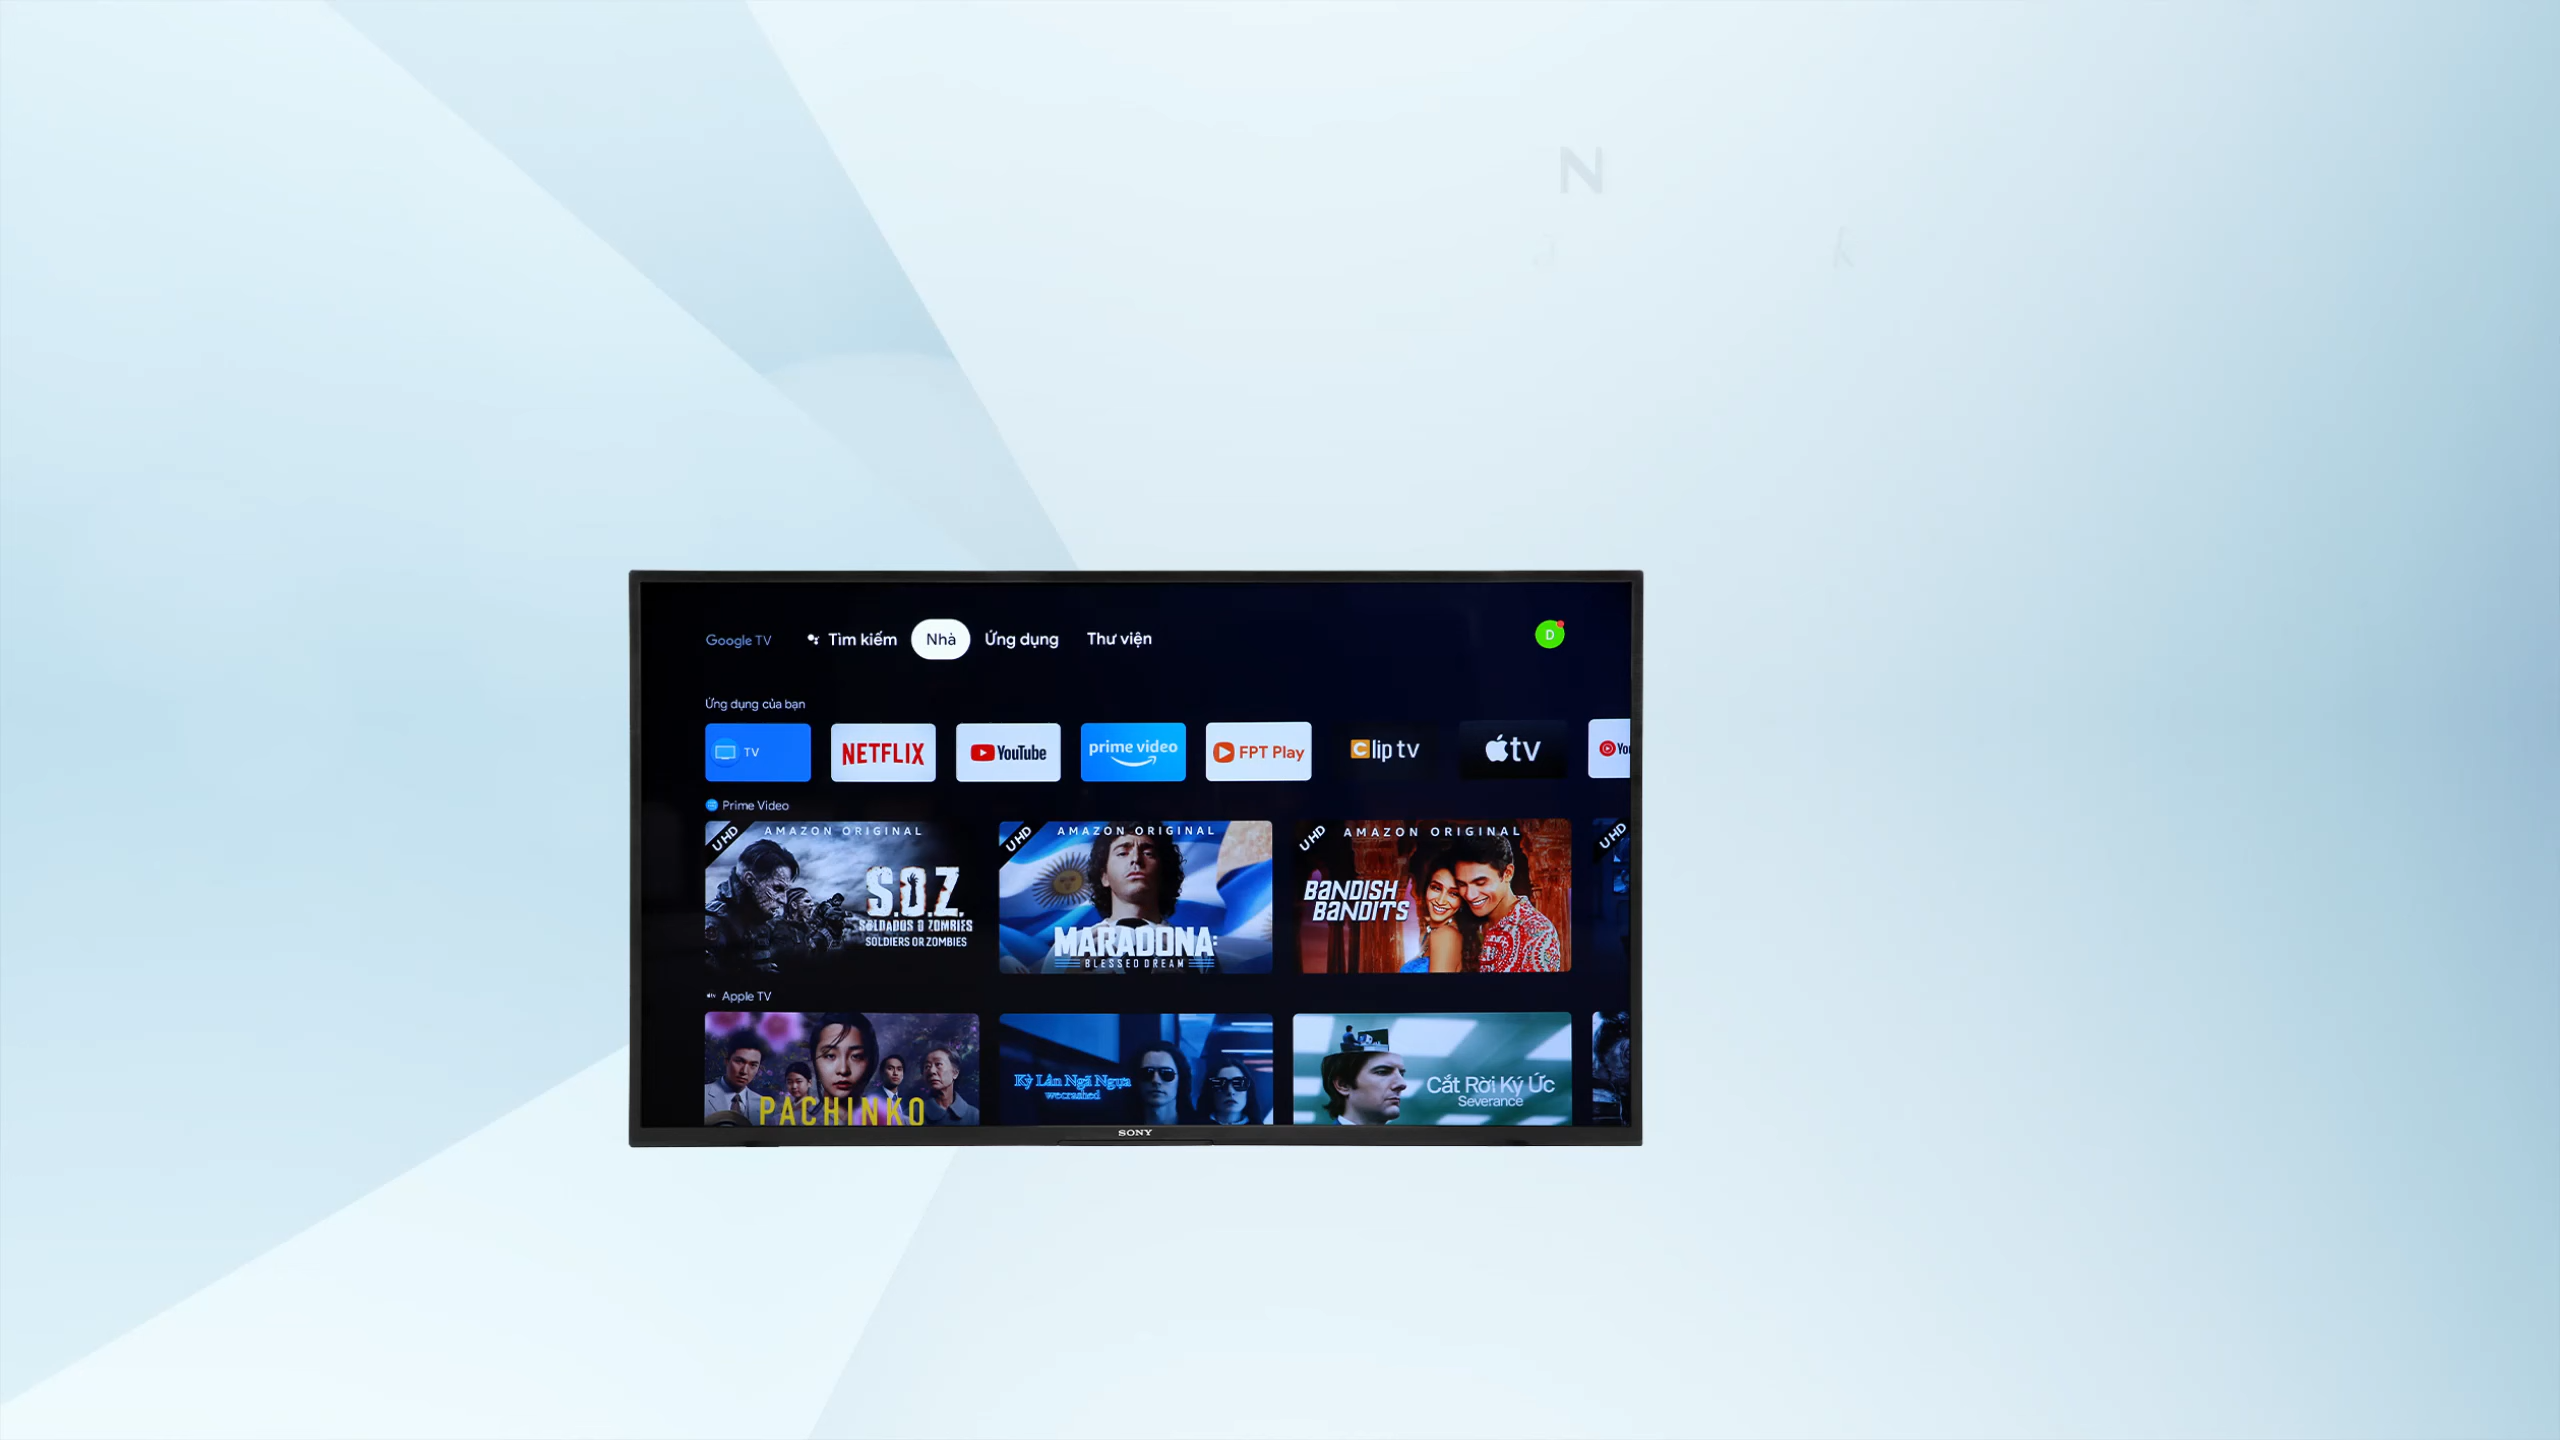 N
a k
Google TV Tìm kiếm Nhà Ứng dụng Thư viện D
Ứng dụng của bạn
TV NETFLIX YouTube prime video FPT Play Clip tv tv You
Prime Video
UHD AMAZON ORIGINAL UHD AMAZON ORIGINAL UHD AMAZON ORIGINAL UHD
S.O.Z.
SOLDADOS O ZOMBIES
SOLDIERS OR ZOMBIES
MARADONA:
BLESSED DREAM
BANDISH
BANDITS
Apple TV
PACHINKO
Kỳ Lân Ngã Ngựa
wecrashed
Cắt Rời Ký Ức
Severance
SONY